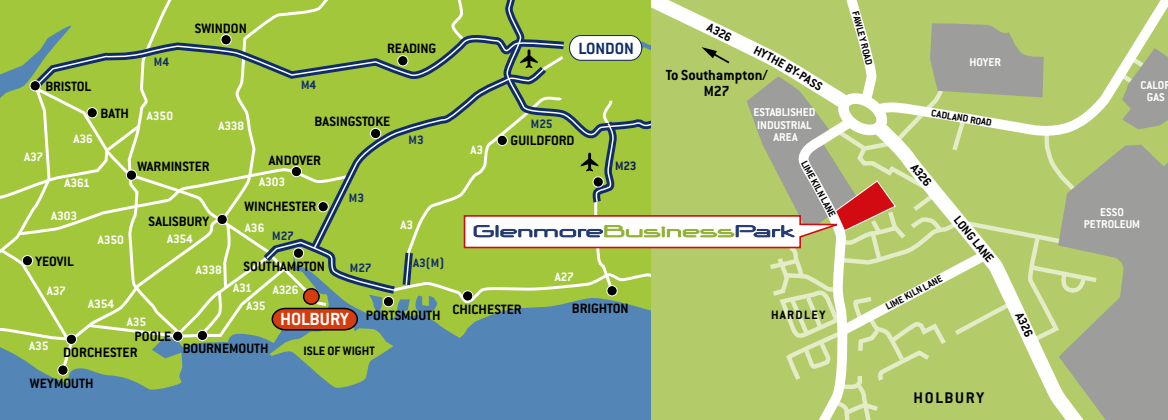 SWINDON
READING
LONDON
M4
M4
BRISTOL
BATH
A350
A338
BASINGSTOKE
M25
A36
M3
A3
GUILDFORD
A37
WARMINSTER
ANDOVER
M23
A361
A303
M3
WINCHESTER
A303
SALISBURY
A36
A3
A350
A354
M27
YEOVIL
SOUTHAMPTON
M27
A3(M)
A338
A27
A37
A31
A326
A354
A35
HOLBURY
PORTSMOUTH
CHICHESTER
BRIGHTON
A35
POOLE
BOURNEMOUTH
A35
DORCHESTER
ISLE OF WIGHT
WEYMOUTH
GlenmoreBusinessPark
A326
HYTHE BY-PASS
FAWLEY ROAD
To Southampton/
M27
HOYER
CALOR
GAS
ESTABLISHED
INDUSTRIAL
AREA
CADLAND ROAD
LIME KILN LANE
A326
ESSO
PETROLEUM
LONG LANE
LIME KILN LANE
HARDLEY
A326
HOLBURY